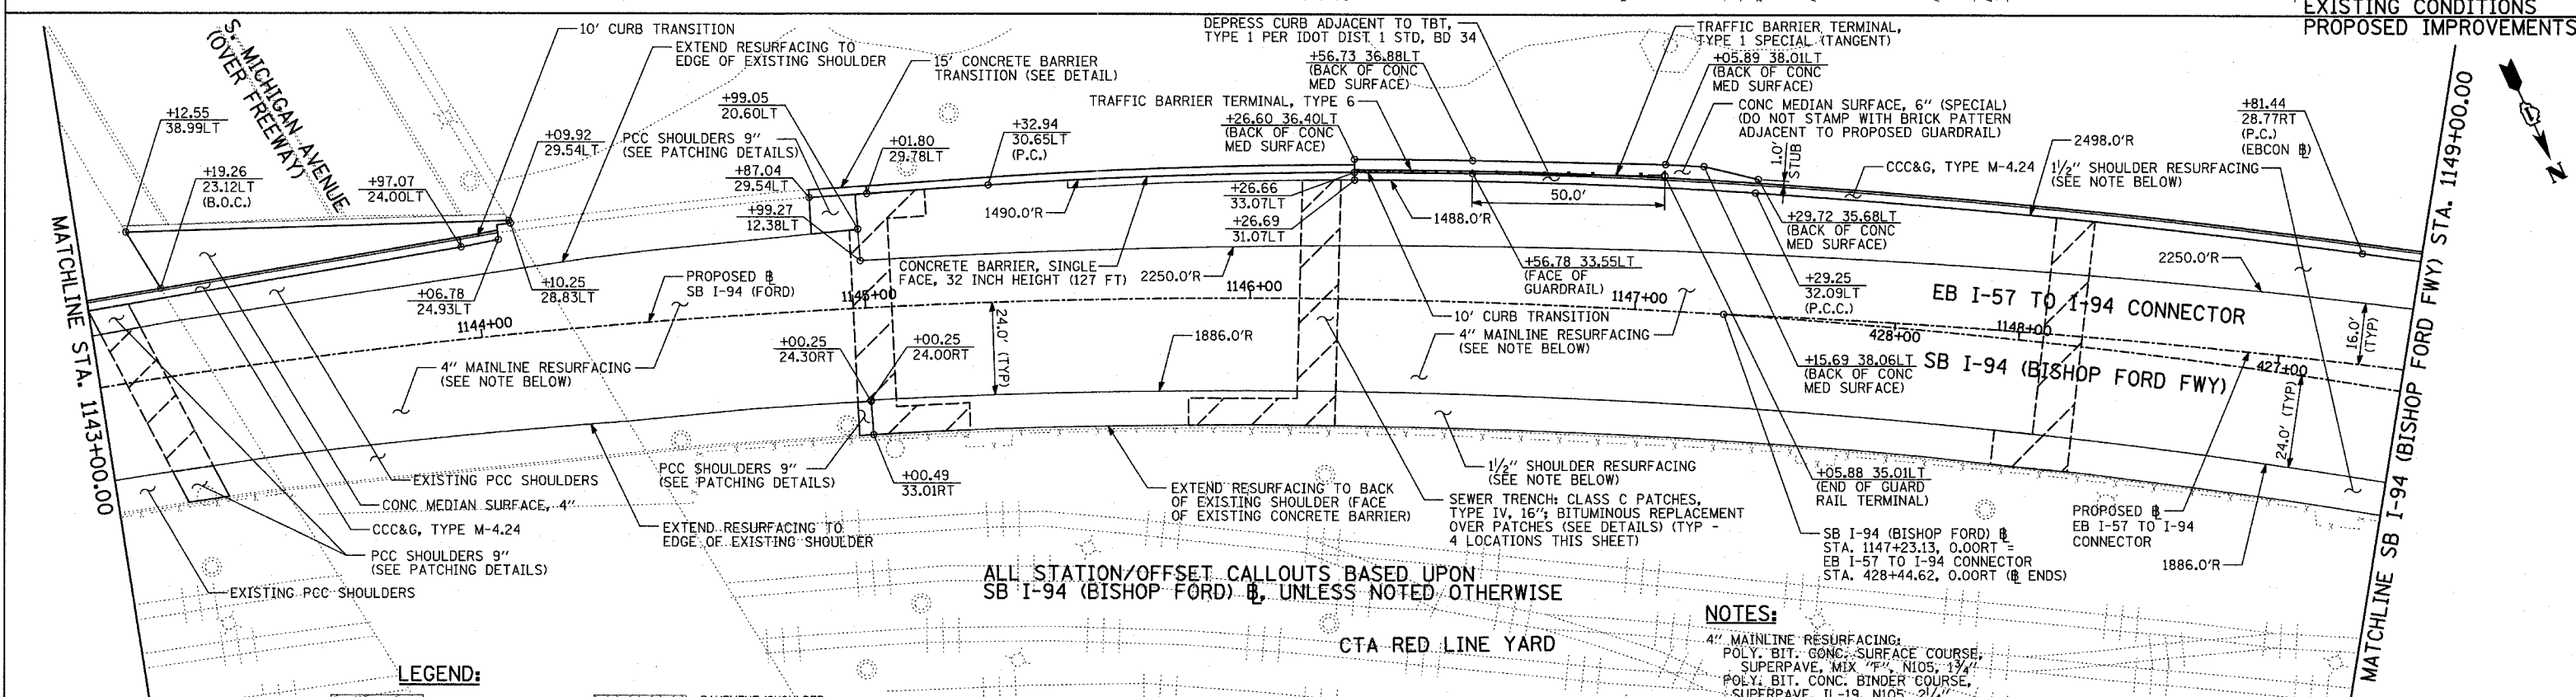 EXISTING CONDITIONS
PROPOSED IMPROVEMENTS
S. MICHIGAN AVENUE
(OVER FREEWAY)
10' CURB TRANSITION
EXTEND RESURFACING TO
EDGE OF EXISTING SHOULDER
15' CONCRETE BARRIER
TRANSITION (SEE DETAIL)
DEPRESS CURB ADJACENT TO TBT,
TYPE 1 PER IDOT DIST 1 STD, BD 34
TRAFFIC BARRIER TERMINAL,
TYPE 1 SPECIAL (TANGENT)
+56.73 36.88LT
(BACK OF CONC
MED SURFACE)
+05.89 38.01LT
(BACK OF CONC
MED SURFACE)
TRAFFIC BARRIER TERMINAL, TYPE 6
+26.60 36.40LT
(BACK OF CONC
MED SURFACE)
CONC MEDIAN SURFACE, 6" (SPECIAL)
(DO NOT STAMP WITH BRICK PATTERN
ADJACENT TO PROPOSED GUARDRAIL)
+81.44
28.77RT
(P.C.)
(EBCON ℄)
+12.55
38.99LT
+19.26
23.12LT
(B.O.C.)
+97.07
24.00LT
+09.92
29.54LT
+99.05
20.60LT
PCC SHOULDERS 9"
(SEE PATCHING DETAILS)
+87.04
29.54LT
+99.27
12.38LT
+01.80
29.78LT
+32.94
30.65LT
(P.C.)
1490.0'R
+26.66
33.07LT
+26.69
31.07LT
1488.0'R
50.0'
1.0'
STUB
2498.0'R
CCC&G, TYPE M-4.24
1½" SHOULDER RESURFACING
(SEE NOTE BELOW)
+29.72 35.68LT
(BACK OF CONC
MED SURFACE)
+29.25
32.09LT
(P.C.C.)
2250.0'R
MATCHLINE STA. 1143+00.00
+06.78
24.93LT
+10.25
28.83LT
PROPOSED ℄
SB I-94 (FORD)
CONCRETE BARRIER, SINGLE
FACE, 32 INCH HEIGHT (127 FT)
2250.0'R
+56.78 33.55LT
(FACE OF
GUARDRAIL)
10' CURB TRANSITION
1144+00
1145+00
1146+00
1147+00
1148+00
428+00
427+00
EB I-57 TO I-94 CONNECTOR
SB I-94 (BISHOP FORD FWY)
16.0'
(TYP)
24.0' (TYP)
4" MAINLINE RESURFACING
(SEE NOTE BELOW)
+00.25
24.30RT
+00.25
24.00RT
24.0' (TYP)
1886.0'R
4" MAINLINE RESURFACING
(SEE NOTE BELOW)
+15.69 38.06LT
(BACK OF CONC
MED SURFACE)
EXISTING PCC SHOULDERS
CONC MEDIAN SURFACE, 4"
CCC&G, TYPE M-4.24
PCC SHOULDERS 9"
(SEE PATCHING DETAILS)
EXISTING PCC SHOULDERS
PCC SHOULDERS 9"
(SEE PATCHING DETAILS)
+00.49
33.01RT
EXTEND RESURFACING TO
EDGE OF EXISTING SHOULDER
EXTEND RESURFACING TO BACK
OF EXISTING SHOULDER (FACE
OF EXISTING CONCRETE BARRIER)
1½" SHOULDER RESURFACING
(SEE NOTE BELOW)
SEWER TRENCH: CLASS C PATCHES,
TYPE IV, 16"; BITUMINOUS REPLACEMENT
OVER PATCHES (SEE DETAILS) (TYP -
4 LOCATIONS THIS SHEET)
+05.88 35.01LT
(END OF GUARD
RAIL TERMINAL)
SB I-94 (BISHOP FORD) ℄
STA. 1147+23.13, 0.00RT =
EB I-57 TO I-94 CONNECTOR
STA. 428+44.62, 0.00RT (℄ ENDS)
PROPOSED ℄
EB I-57 TO I-94
CONNECTOR
1886.0'R
MATCHLINE SB I-94 (BISHOP FORD FWY) STA. 1149+00.00
N
ALL STATION/OFFSET CALLOUTS BASED UPON
SB I-94 (BISHOP FORD) ℄, UNLESS NOTED OTHERWISE
CTA RED LINE YARD
LEGEND:
NOTES:
4" MAINLINE RESURFACING:
POLY. BIT. CONC. SURFACE COURSE,
SUPERPAVE, MIX "F", N105, 1¾"
POLY. BIT. CONC. BINDER COURSE,
SUPERPAVE, IL-19, N105, 2¼"